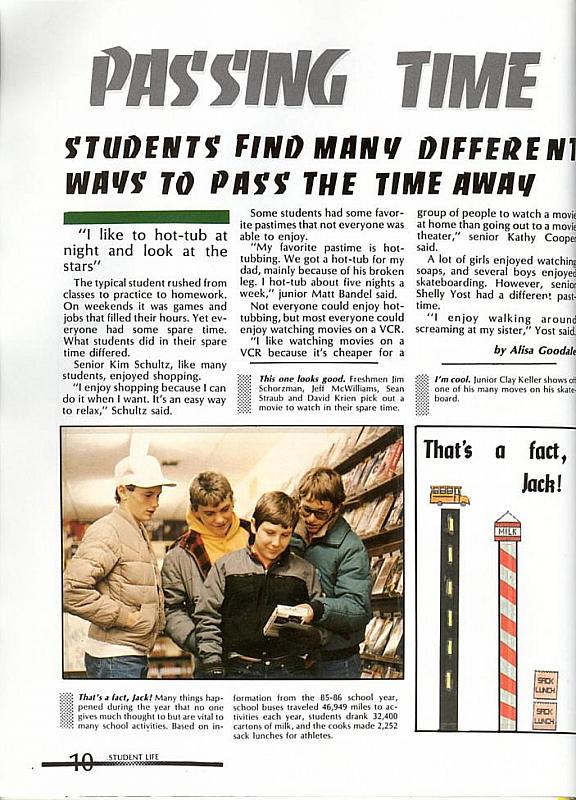 PASSING TIME
STUDENTS FIND MANY DIFFERENT
WAYS TO PASS THE TIME AWAY
"I like to hot-tub at
night and look at the
stars"
The typical student rushed from
classes to practice to homework.
On weekends it was games and
jobs that filled their hours. Yet ev-
eryone had some spare time.
What students did in their spare
time differed.
Senior Kim Schultz, like many
students, enjoyed shopping.
"I enjoy shopping because I can
do it when I want. It's an easy way
to relax," Schultz said.
Some students had some favor-
ite pastimes that not everyone was
able to enjoy.
"My favorite pastime is hot-
tubbing. We got a hot-tub for my
dad, mainly because of his broken
leg. I hot-tub about five nights a
week," junior Matt Bandel said.
Not everyone could enjoy hot-
tubbing, but most everyone could
enjoy watching movies on a VCR.
"I like watching movies on a
VCR because it's cheaper for a
group of people to watch a movie
at home than going out to a movie
theater," senior Kathy Cooper
said.
A lot of girls enjoyed watching
soaps, and several boys enjoyed
skateboarding. However, senior
Shelly Yost had a different past-
time.
"I enjoy walking around
screaming at my sister," Yost said.
by Alisa Goodale
This one looks good. Freshmen Jim
Schorzman, Jeff McWilliams, Sean
Straub and David Krien pick out a
movie to watch in their spare time.
I'm cool. Junior Clay Keller shows off
one of his many moves on his skate-
board.
That's a fact,
Jack!
MILK
SACK
LUNCH
SACK
LUNCH
That's a fact, Jack! Many things hap-
pened during the year that no one
gives much thought to but are vital to
many school activities. Based on in-
formation from the 85-86 school year,
school buses traveled 46,949 miles to ac-
tivities each year, students drank 32,400
cartons of milk, and the cooks made 2,252
sack lunches for athletes.
10 STUDENT LIFE